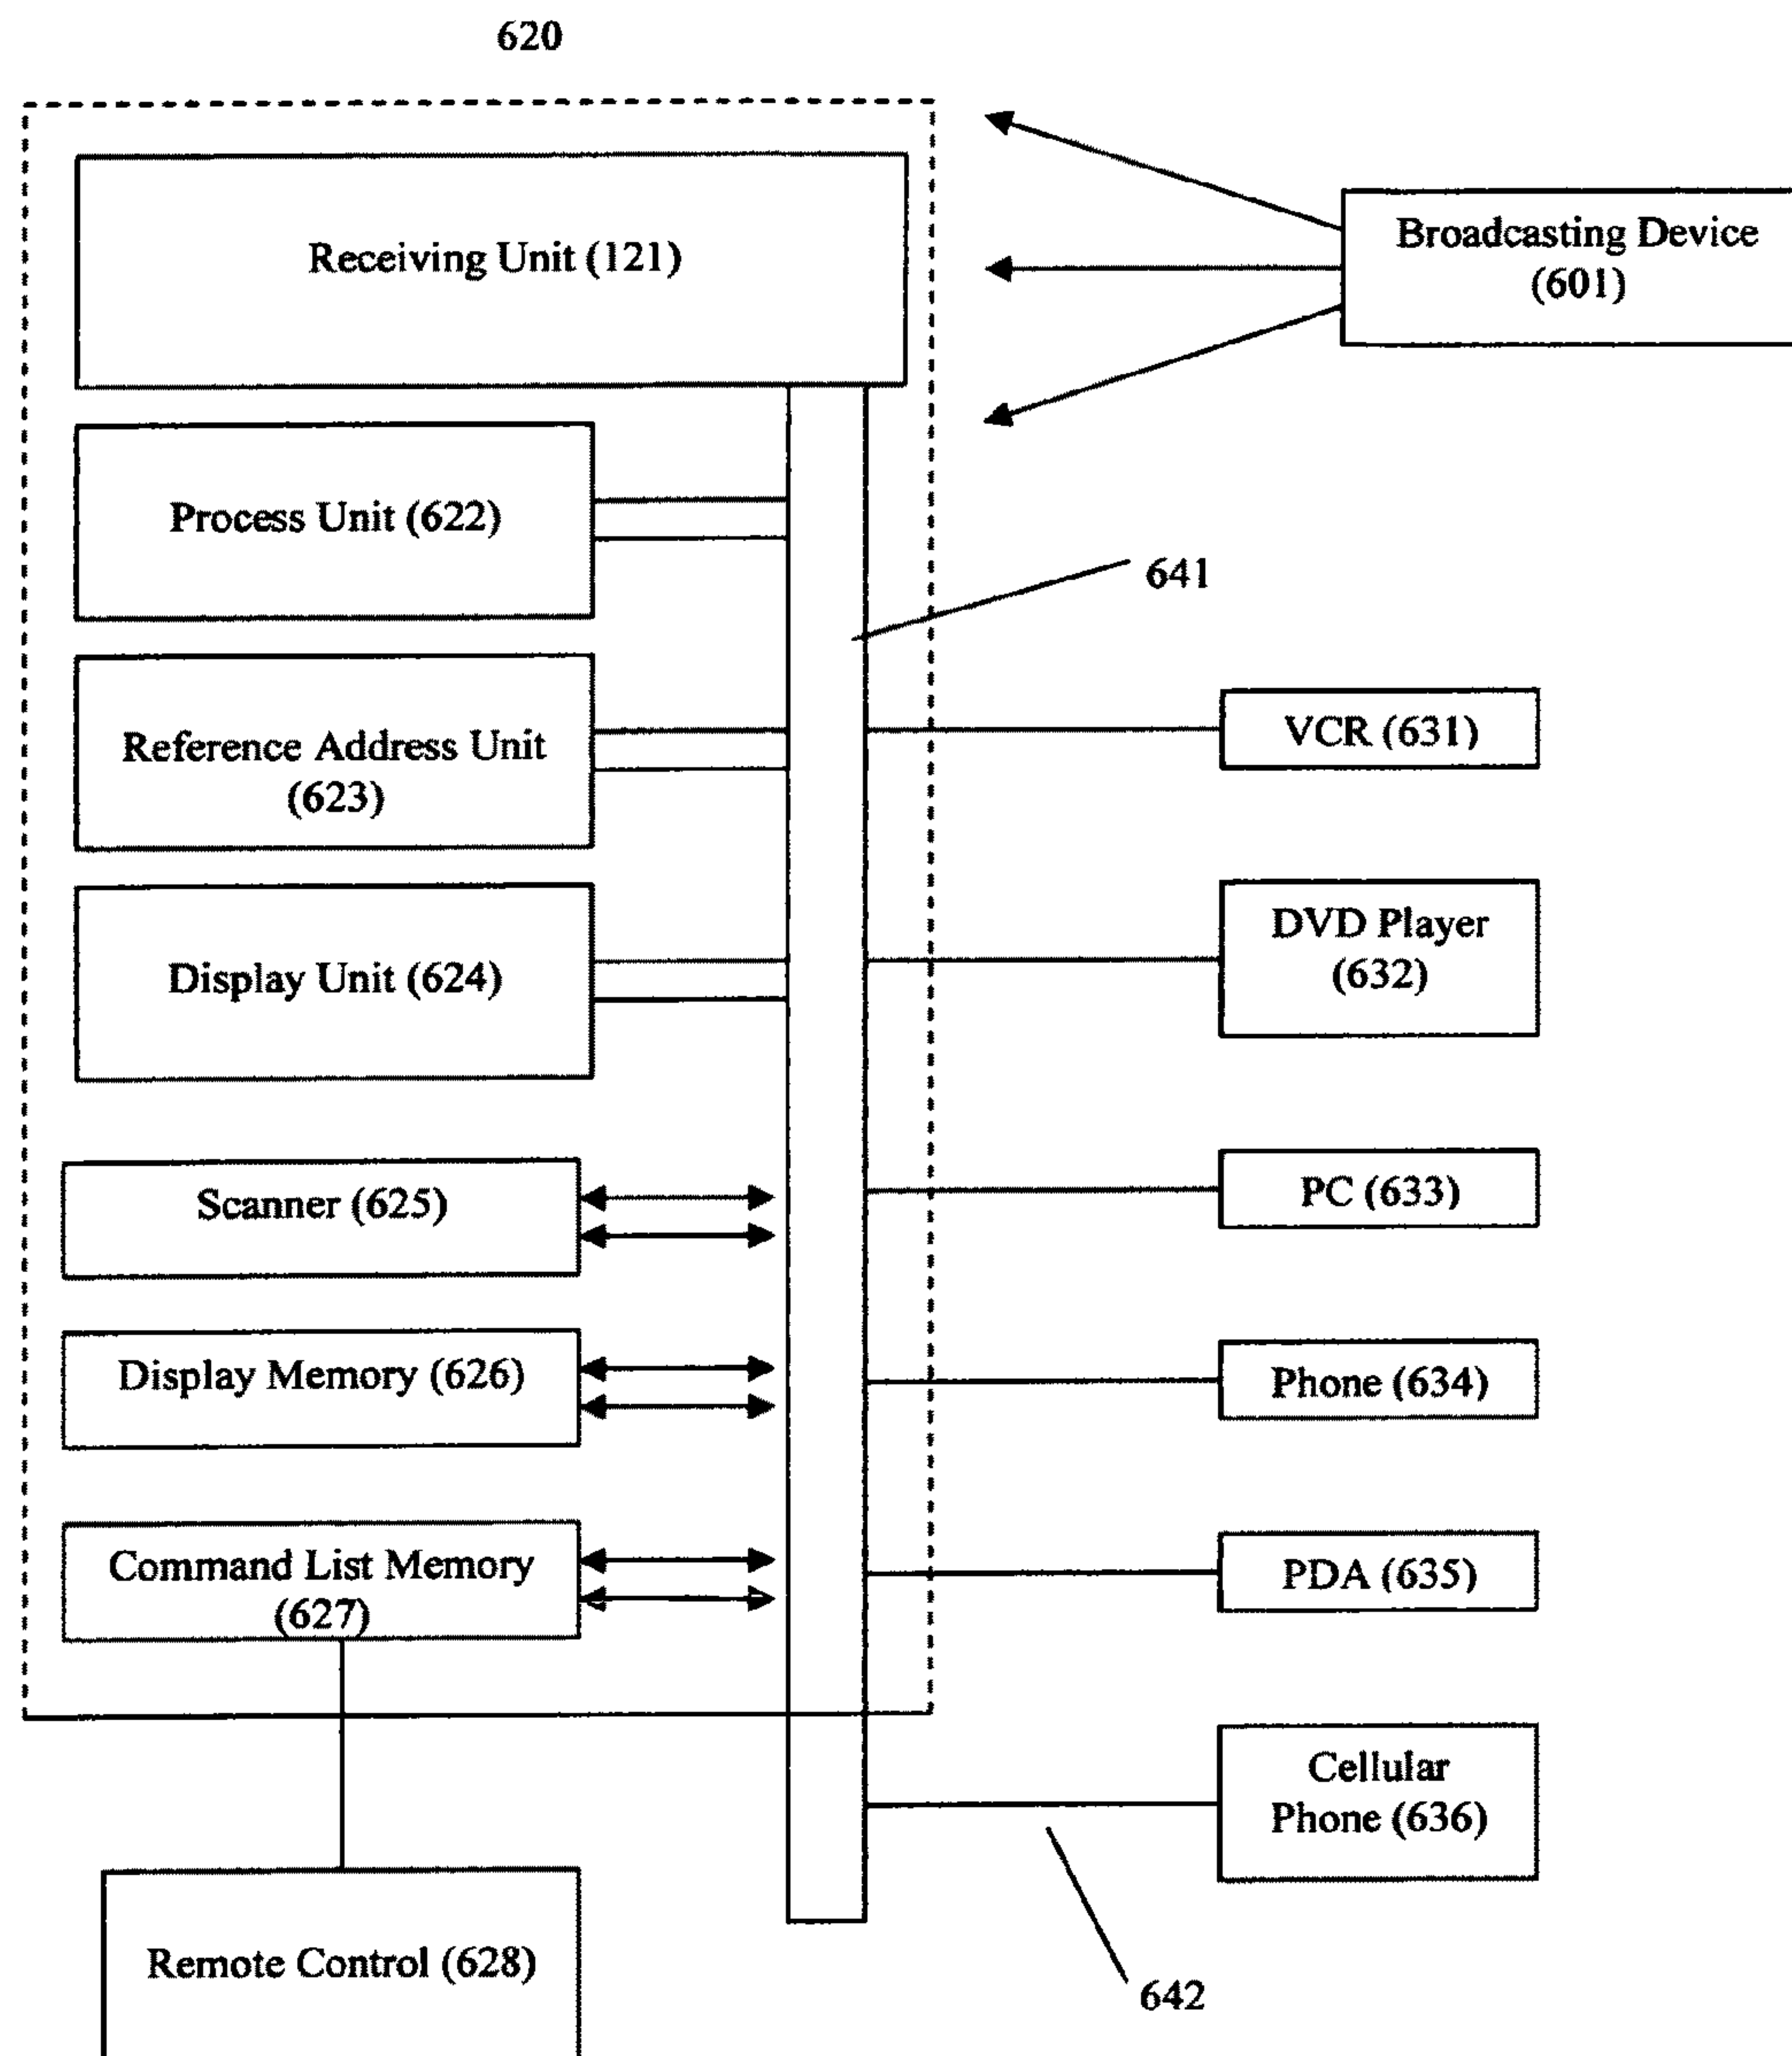 620
Receiving Unit (121)
Broadcasting Device
(601)
Process Unit (622)
641
Reference Address Unit
(623)
VCR (631)
Display Unit (624)
DVD Player
(632)
Scanner (625)
PC (633)
Display Memory (626)
Phone (634)
Command List Memory
(627)
PDA (635)
Cellular
Phone (636)
Remote Control (628)
642